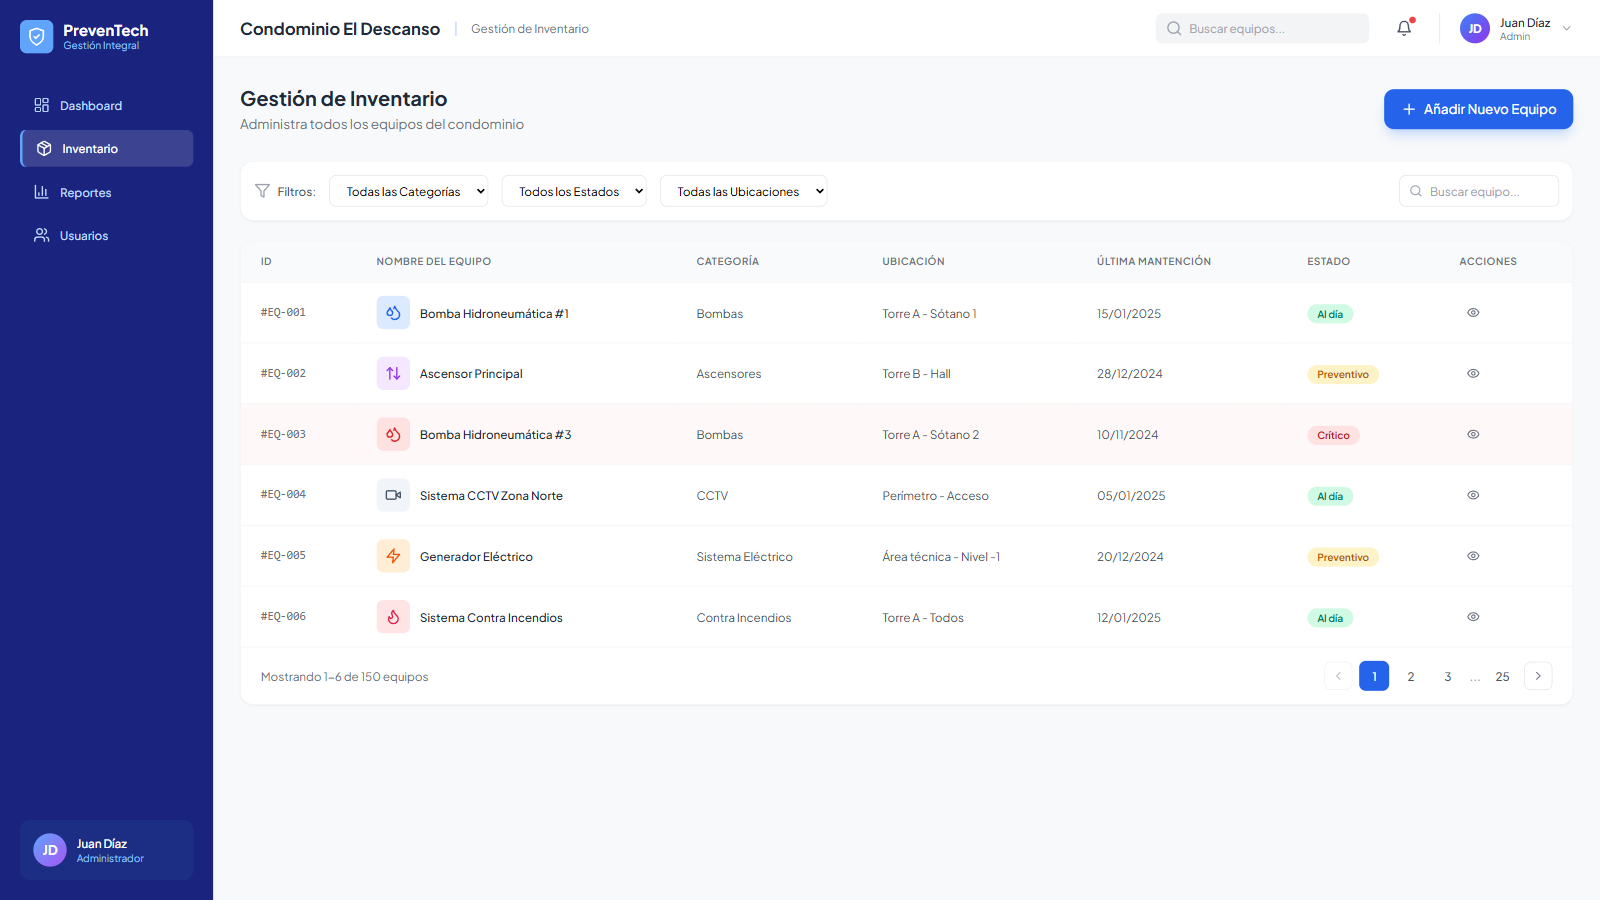 PrevenTech
Gestión Integral
Dashboard
Inventario
Reportes
Usuarios
JD
Juan Díaz
Administrador
Condominio El Descanso
Gestión de Inventario
Buscar equipos...
JD
Juan Díaz
Admin
Gestión de Inventario
Administra todos los equipos del condominio
Añadir Nuevo Equipo
Filtros: Todas las Categorías Todos los Estados Todas las Ubicaciones Buscar equipo...
ID NOMBRE DEL EQUIPO CATEGORÍA UBICACIÓN ÚLTIMA MANTENCIÓN ESTADO ACCIONES
#EQ-001 Bomba Hidroneumática #1 Bombas Torre A - Sótano 1 15/01/2025 Al día
#EQ-002 Ascensor Principal Ascensores Torre B - Hall 28/12/2024 Preventivo
#EQ-003 Bomba Hidroneumática #3 Bombas Torre A - Sótano 2 10/11/2024 Crítico
#EQ-004 Sistema CCTV Zona Norte CCTV Perímetro - Acceso 05/01/2025 Al día
#EQ-005 Generador Eléctrico Sistema Eléctrico Área técnica - Nivel -1 20/12/2024 Preventivo
#EQ-006 Sistema Contra Incendios Contra Incendios Torre A - Todos 12/01/2025 Al día
Mostrando 1–6 de 150 equipos 1 2 3 ... 25